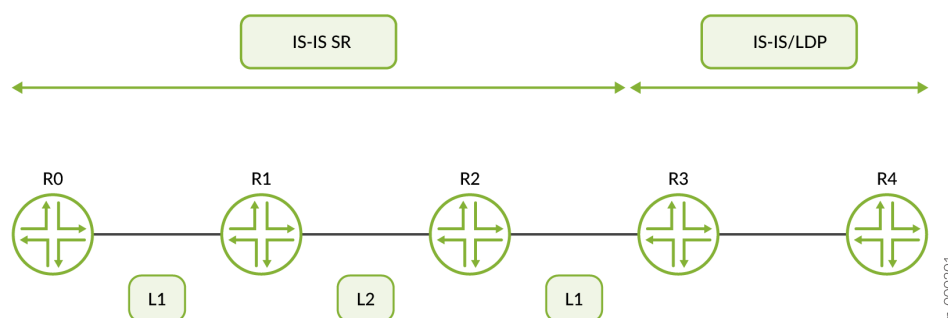 IS-IS SR
IS-IS/LDP
R0
R1
R2
R3
R4
L1
L2
L1